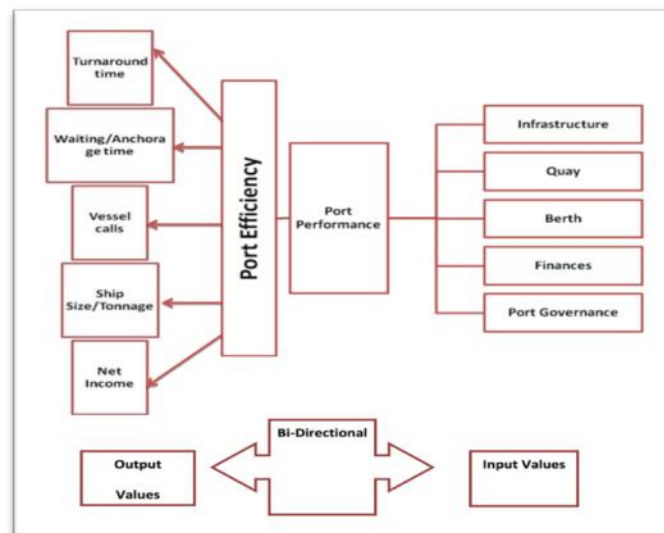 Turnaround
time
Waiting/Anchora
ge time
Vessel
calls
Ship
Size/Tonnage
Net
Income
Port Efficiency
Port
Performance
Infrastructure
Quay
Berth
Finances
Port Governance
Bi-Directional
Output
Values
Input Values